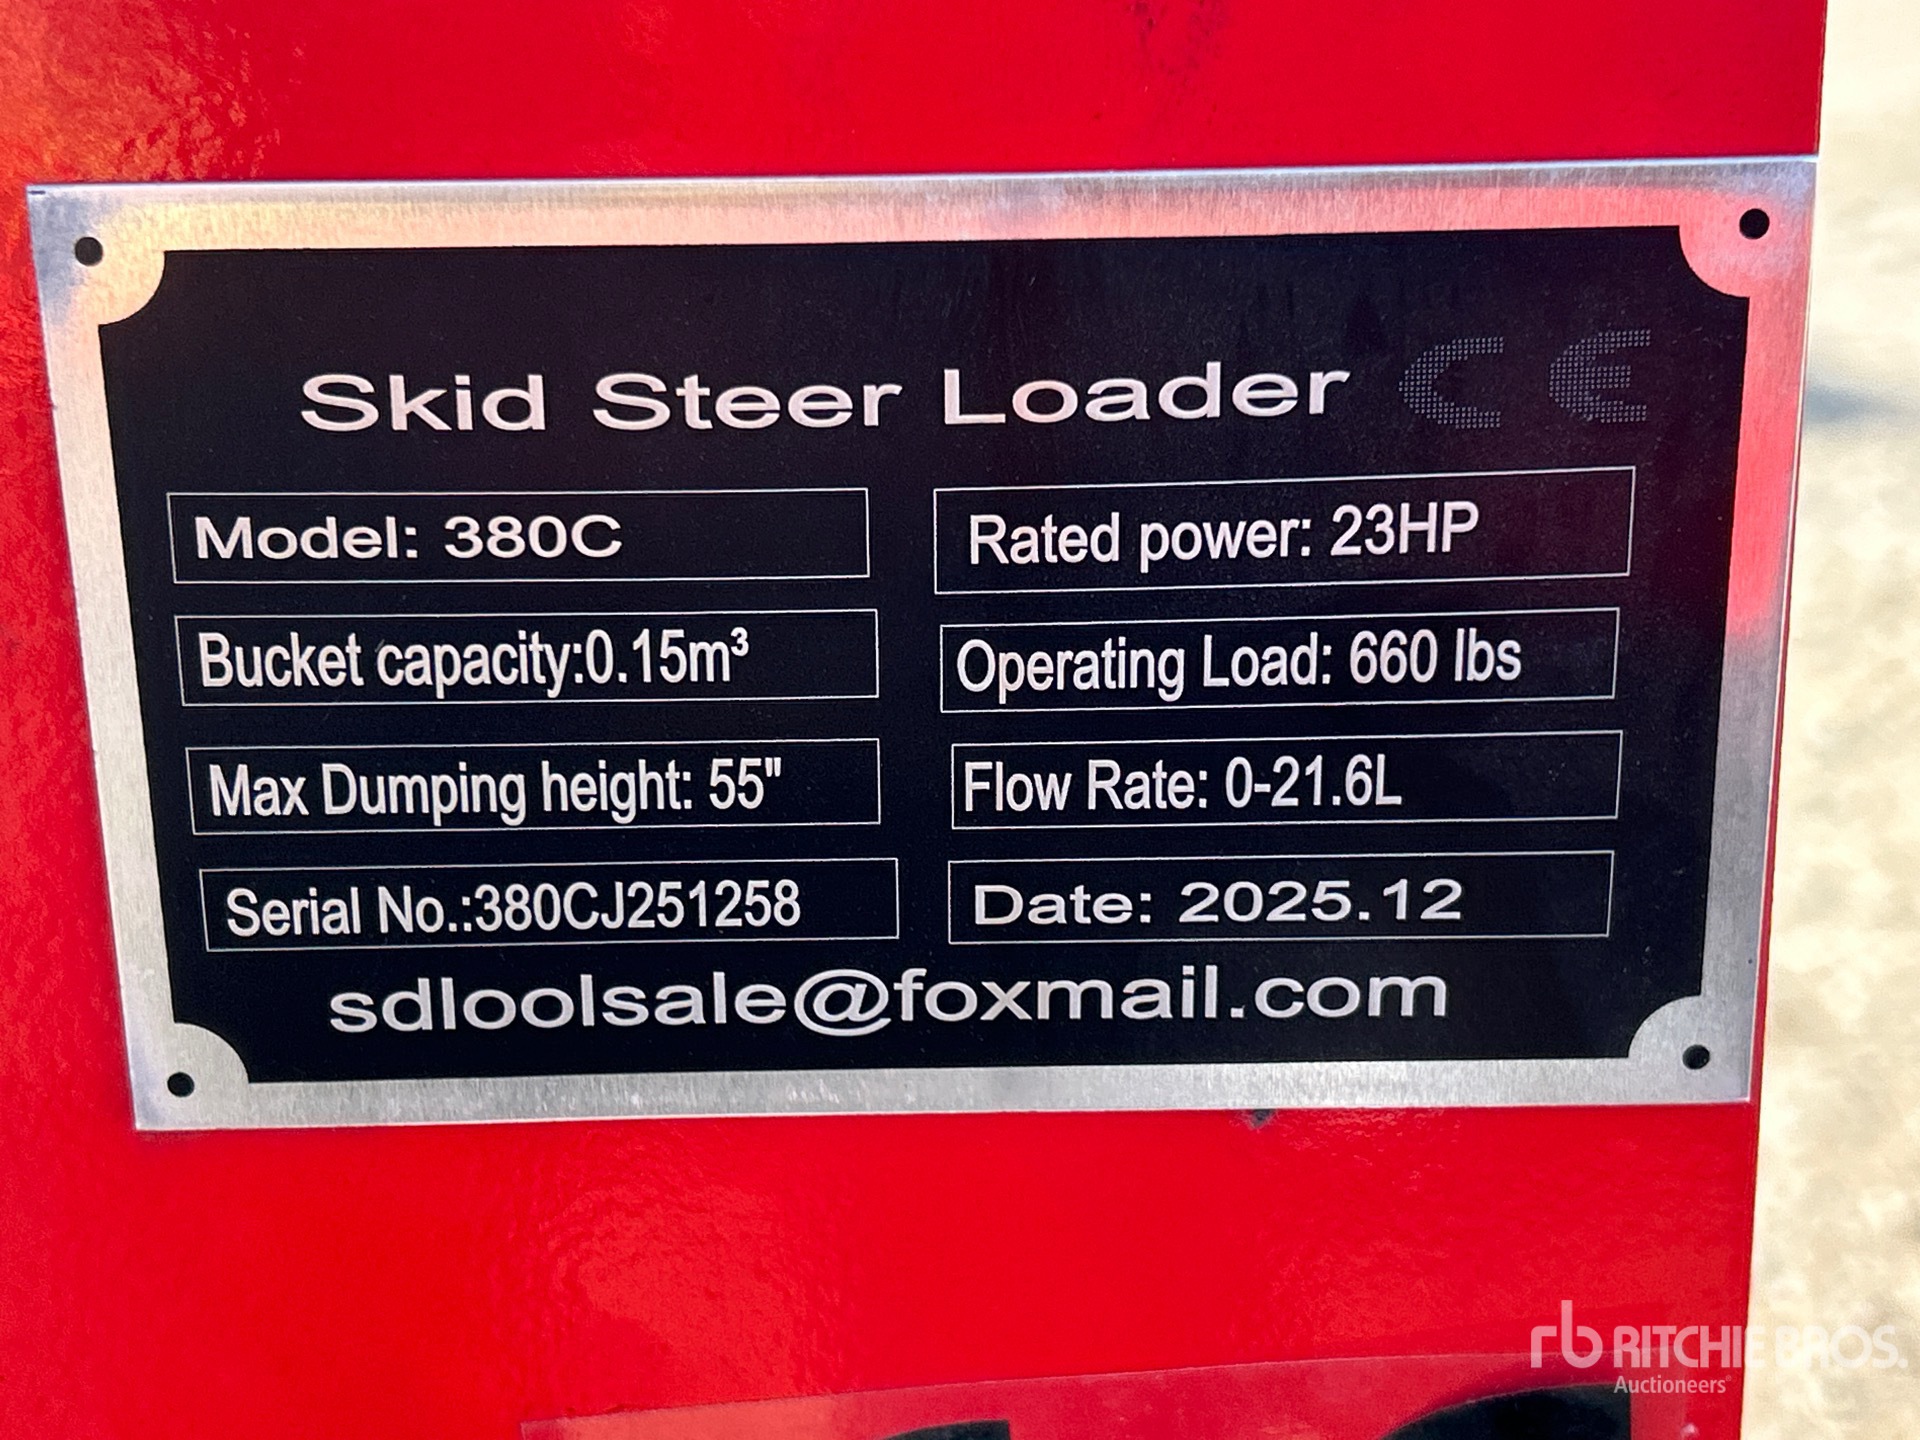 Skid Steer Loader CE
Model: 380C
Rated power: 23HP
Bucket capacity:0.15m³
Operating Load: 660 lbs
Max Dumping height: 55"
Flow Rate: 0-21.6L
Serial No.:380CJ251258
Date: 2025.12
sdloolsale@foxmail.com
rb RITCHIE BROS.
Auctioneers